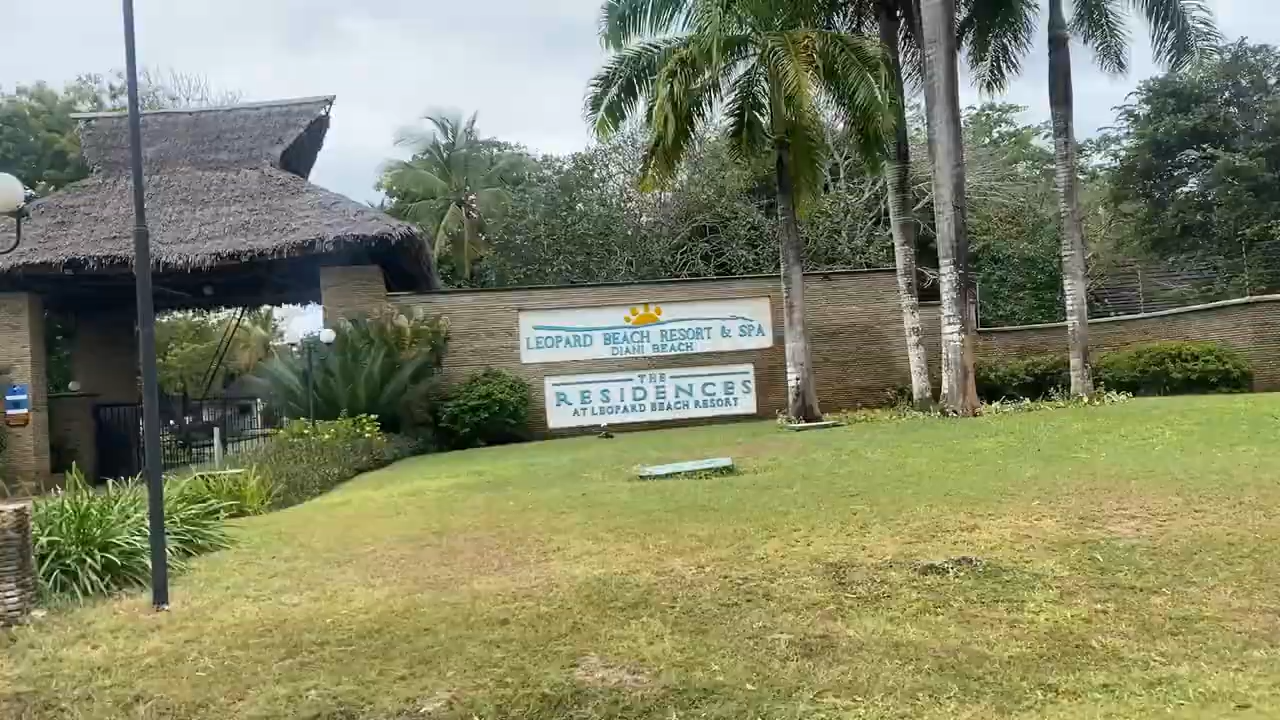 LEOPARD BEACH RESORT & SPA
DIANI BEACH
THE
RESIDENCES
AT LEOPARD BEACH RESORT